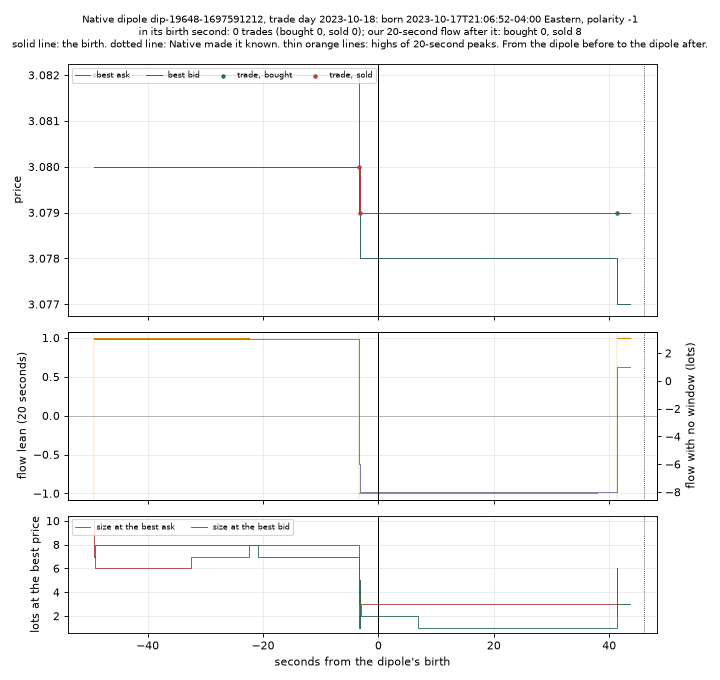 Native dipole dip-19648-1697591212, trade day 2023-10-18: born 2023-10-17T21:06:52-04:00 Eastern, polarity -1
in its birth second: 0 trades (bought 0, sold 0); our 20-second flow after it: bought 0, sold 8
solid line: the birth. dotted line: Native made it known. thin orange lines: highs of 20-second peaks. From the dipole before to the dipole after.
best ask best bid trade, bought trade, sold
3.082
3.081
3.080
3.079
3.078
3.077
price
1.0
0.5
0.0
−0.5
−1.0
flow lean (20 seconds)
2
0
−2
−4
−6
−8
flow with no window (lots)
size at the best ask size at the best bid
10
8
6
4
2
lots at the best price
−40 −20 0 20 40
seconds from the dipole's birth